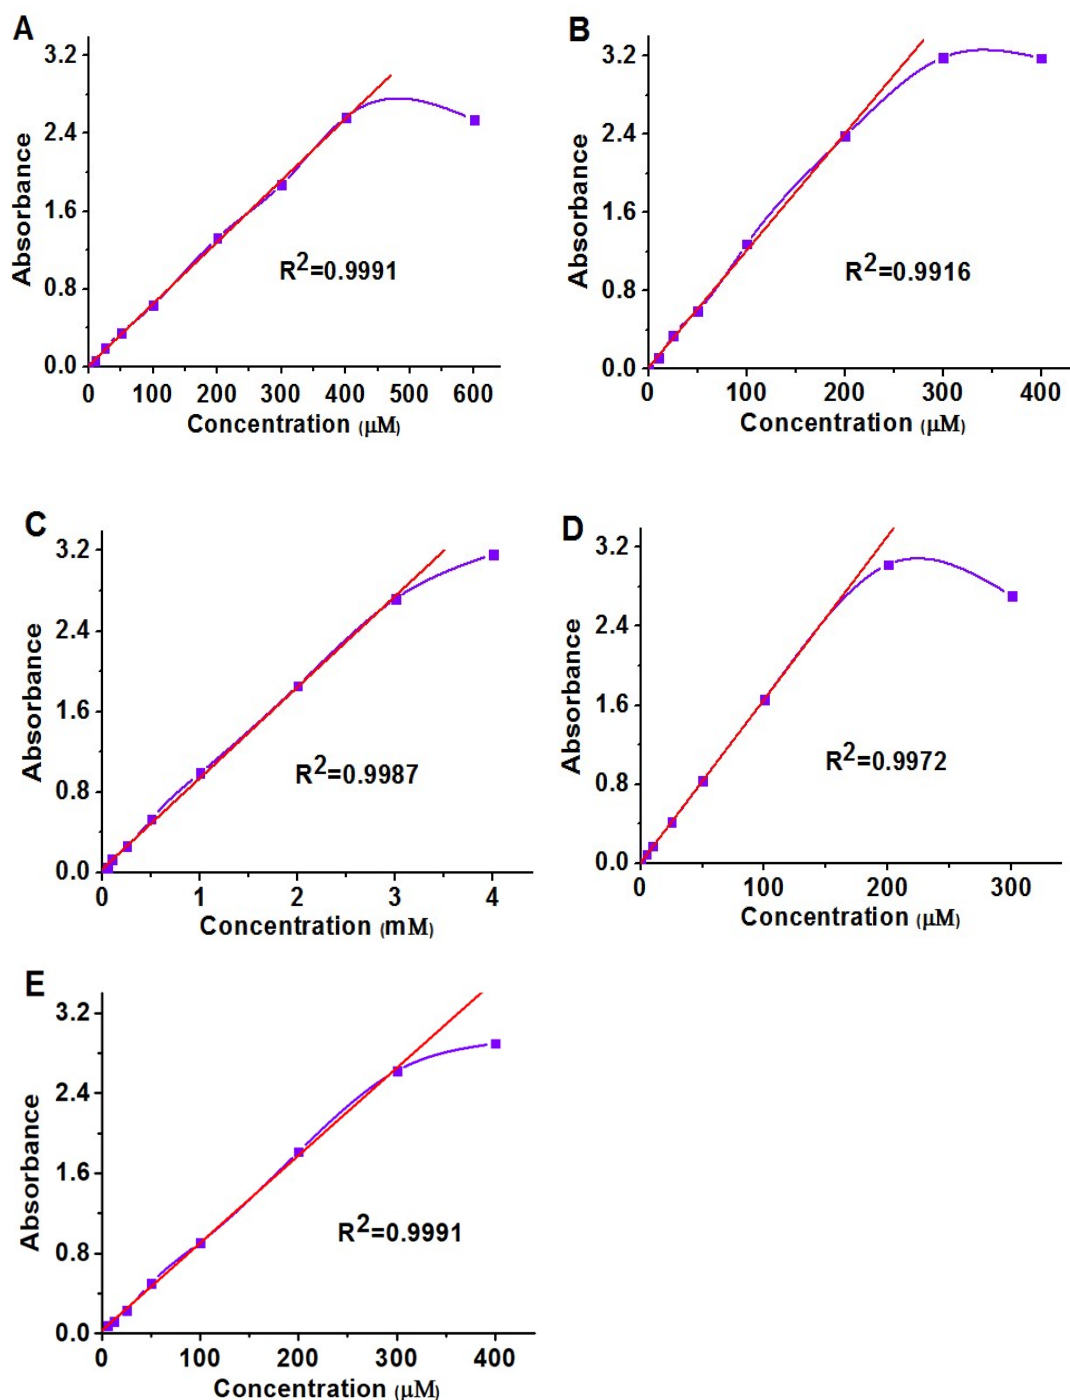 A
3.2
2.4
1.6
0.8
0.0
Absorbance
R2=0.9991
0 100 200 300 400 500 600
Concentration (μM)
B
3.2
2.4
1.6
0.8
0.0
Absorbance
R2=0.9916
0 100 200 300 400
Concentration (μM)
C
3.2
2.4
1.6
0.8
0.0
Absorbance
R2=0.9987
0 1 2 3 4
Concentration (mM)
D
3.2
2.4
1.6
0.8
0.0
Absorbance
R2=0.9972
0 100 200 300
Concentration (μM)
E
3.2
2.4
1.6
0.8
0.0
Absorbance
R2=0.9991
0 100 200 300 400
Concentration (μM)